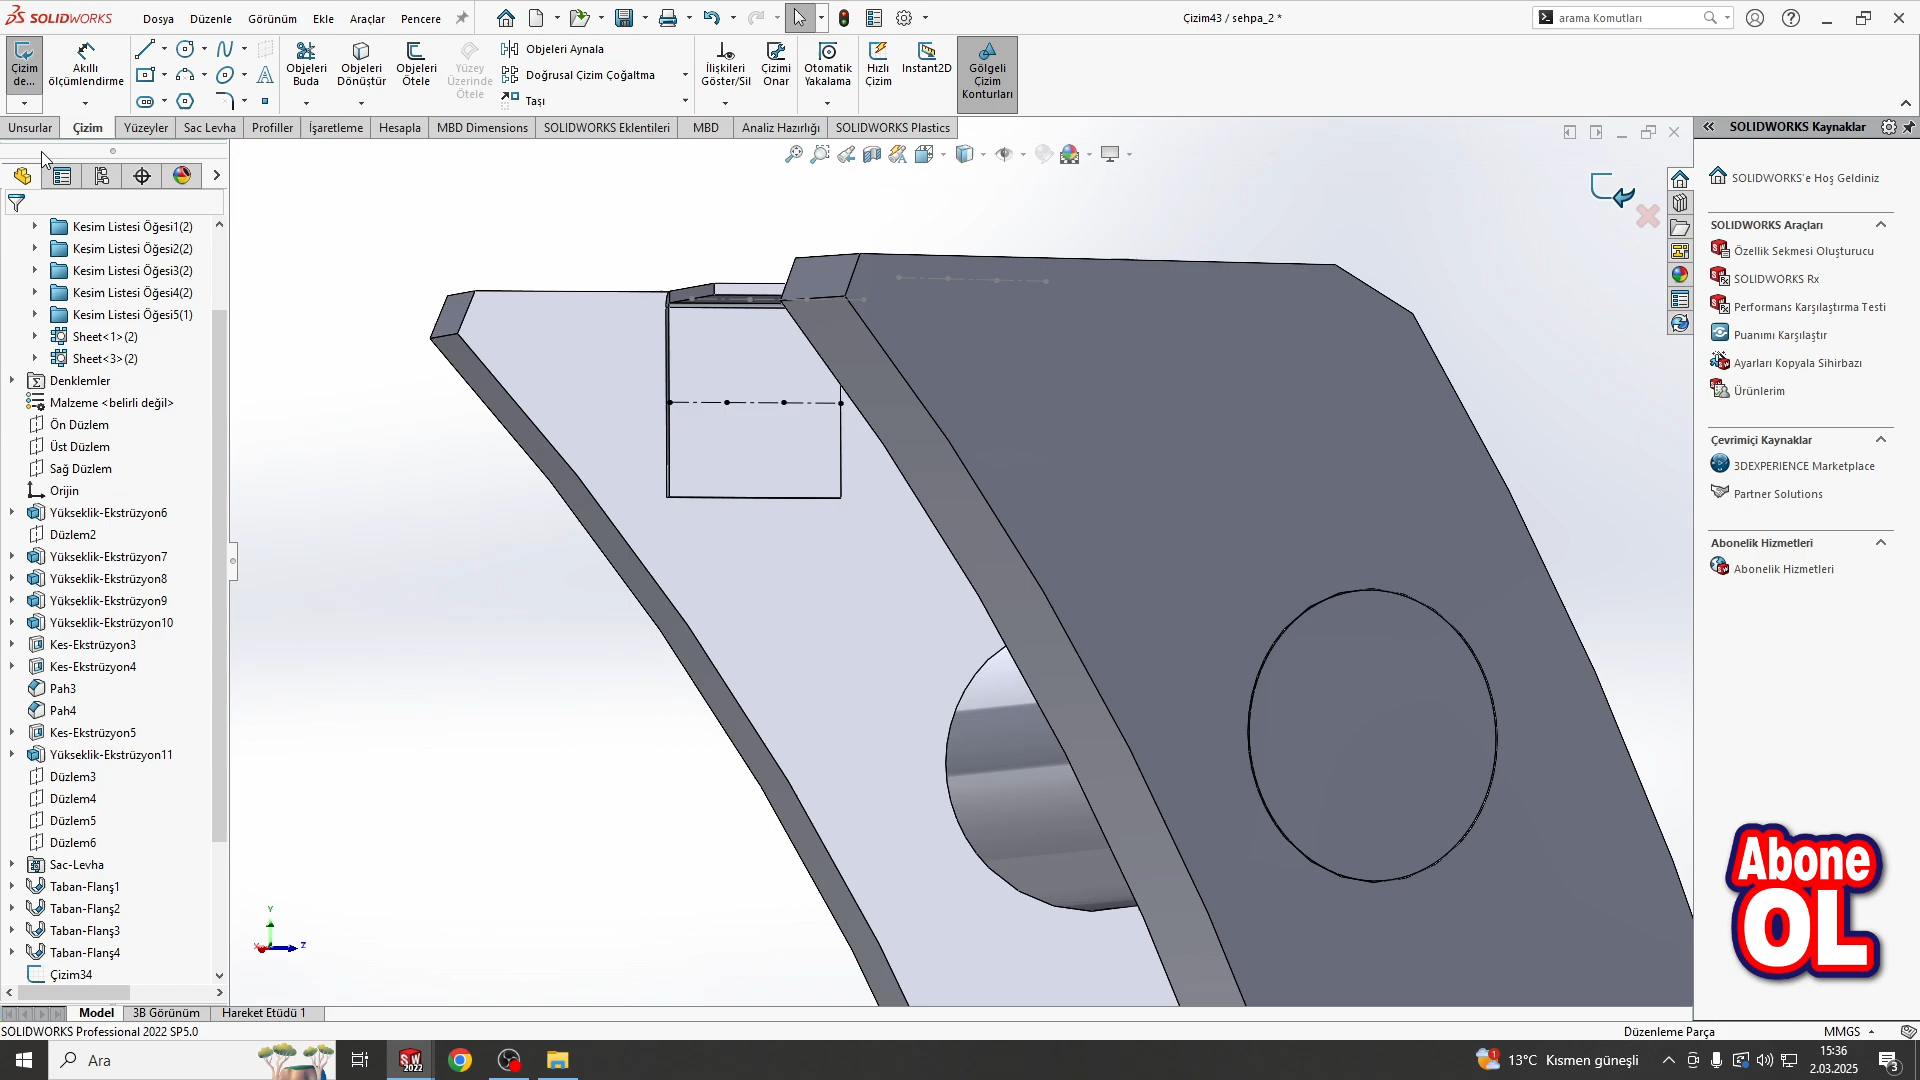 SOLIDWORKS
Dosya
Düzenle
Görünüm
Ekle
Araçlar
Pencere
Çizim43 / sehpa_2 *
arama Komutları
Çizim de...
Akıllı ölçümlendirme
Objeleri Buda
Objeleri Dönüştür
Objeleri Ötele
Yüzey Üzerinde Ötele
Objeleri Aynala
Doğrusal Çizim Çoğaltma
Taşı
İlişkileri Göster/Sil
Çizimi Onar
Otomatik Yakalama
Hızlı Çizim
Instant2D
Gölgeli Çizim Konturları
Unsurlar
Çizim
Yüzeyler
Sac Levha
Profiller
İşaretleme
Hesapla
MBD Dimensions
SOLIDWORKS Eklentileri
MBD
Analiz Hazırlığı
SOLIDWORKS Plastics
Kesim Listesi Öğesi1(2)
Kesim Listesi Öğesi2(2)
Kesim Listesi Öğesi3(2)
Kesim Listesi Öğesi4(2)
Kesim Listesi Öğesi5(1)
Sheet<1>(2)
Sheet<3>(2)
Denklemler
Malzeme <belirli değil>
Ön Düzlem
Üst Düzlem
Sağ Düzlem
Orijin
Yükseklik-Ekstrüzyon6
Düzlem2
Yükseklik-Ekstrüzyon7
Yükseklik-Ekstrüzyon8
Yükseklik-Ekstrüzyon9
Yükseklik-Ekstrüzyon10
Kes-Ekstrüzyon3
Kes-Ekstrüzyon4
Pah3
Pah4
Kes-Ekstrüzyon5
Yükseklik-Ekstrüzyon11
Düzlem3
Düzlem4
Düzlem5
Düzlem6
Sac-Levha
Taban-Flanş1
Taban-Flanş2
Taban-Flanş3
Taban-Flanş4
Çizim34
Y
X
Z
SOLIDWORKS Kaynaklar
SOLIDWORKS'e Hoş Geldiniz
SOLIDWORKS Araçları
Özellik Sekmesi Oluşturucu
SOLIDWORKS Rx
Performans Karşılaştırma Testi
Puanımı Karşılaştır
Ayarları Kopyala Sihirbazı
Ürünlerim
Çevrimiçi Kaynaklar
3DEXPERIENCE Marketplace
Partner Solutions
Abonelik Hizmetleri
Abonelik Hizmetleri
Abone
OL
Model
3B Görünüm
Hareket Etüdü 1
SOLIDWORKS Professional 2022 SP5.0
Düzenleme Parça
MMGS
Ara
SW 2022
1
13°C Kısmen güneşli
15:36
2.03.2025
3